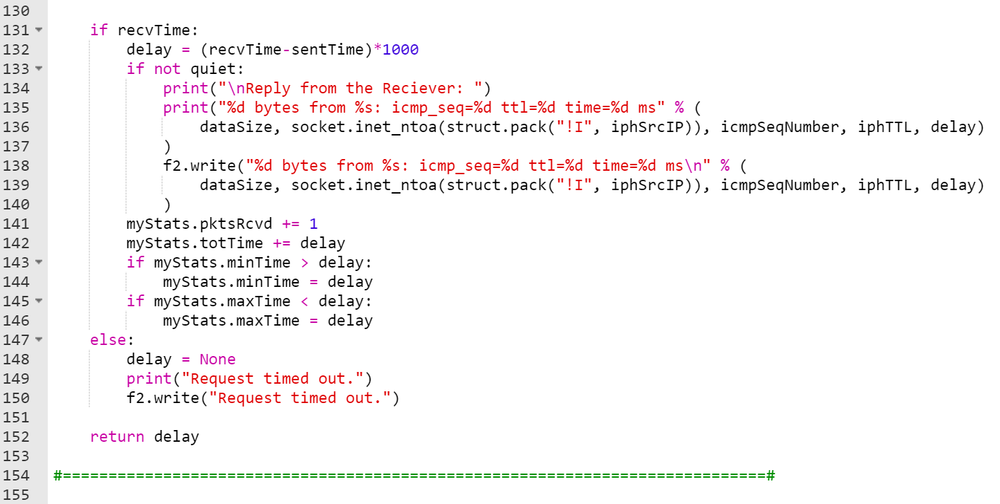 130
131 if recvTime:
132 delay = (recvTime-sentTime)*1000
133 if not quiet:
134 print("\nReply from the Reciever: ")
135 print("%d bytes from %s: icmp_seq=%d ttl=%d time=%d ms" % (
136 dataSize, socket.inet_ntoa(struct.pack("!I", iphSrcIP)), icmpSeqNumber, iphTTL, delay)
137 )
138 f2.write("%d bytes from %s: icmp_seq=%d ttl=%d time=%d ms\n" % (
139 dataSize, socket.inet_ntoa(struct.pack("!I", iphSrcIP)), icmpSeqNumber, iphTTL, delay)
140 )
141 myStats.pktsRcvd += 1
142 myStats.totTime += delay
143 if myStats.minTime > delay:
144 myStats.minTime = delay
145 if myStats.maxTime < delay:
146 myStats.maxTime = delay
147 else:
148 delay = None
149 print("Request timed out.")
150 f2.write("Request timed out.")
151
152 return delay
153
154 #=============================================================================#
155